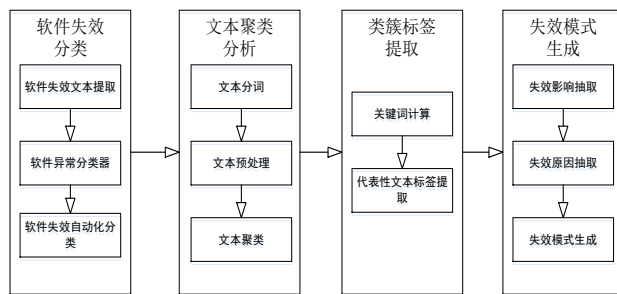 软件失效
分类
软件失效文本提取
软件异常分类器
软件失效自动化分
类
文本聚类
分析
文本分词
文本预处理
文本聚类
类簇标签
提取
关键词计算
代表性文本标签提
取
失效模式
生成
失效影响抽取
失效原因抽取
失效模式生成